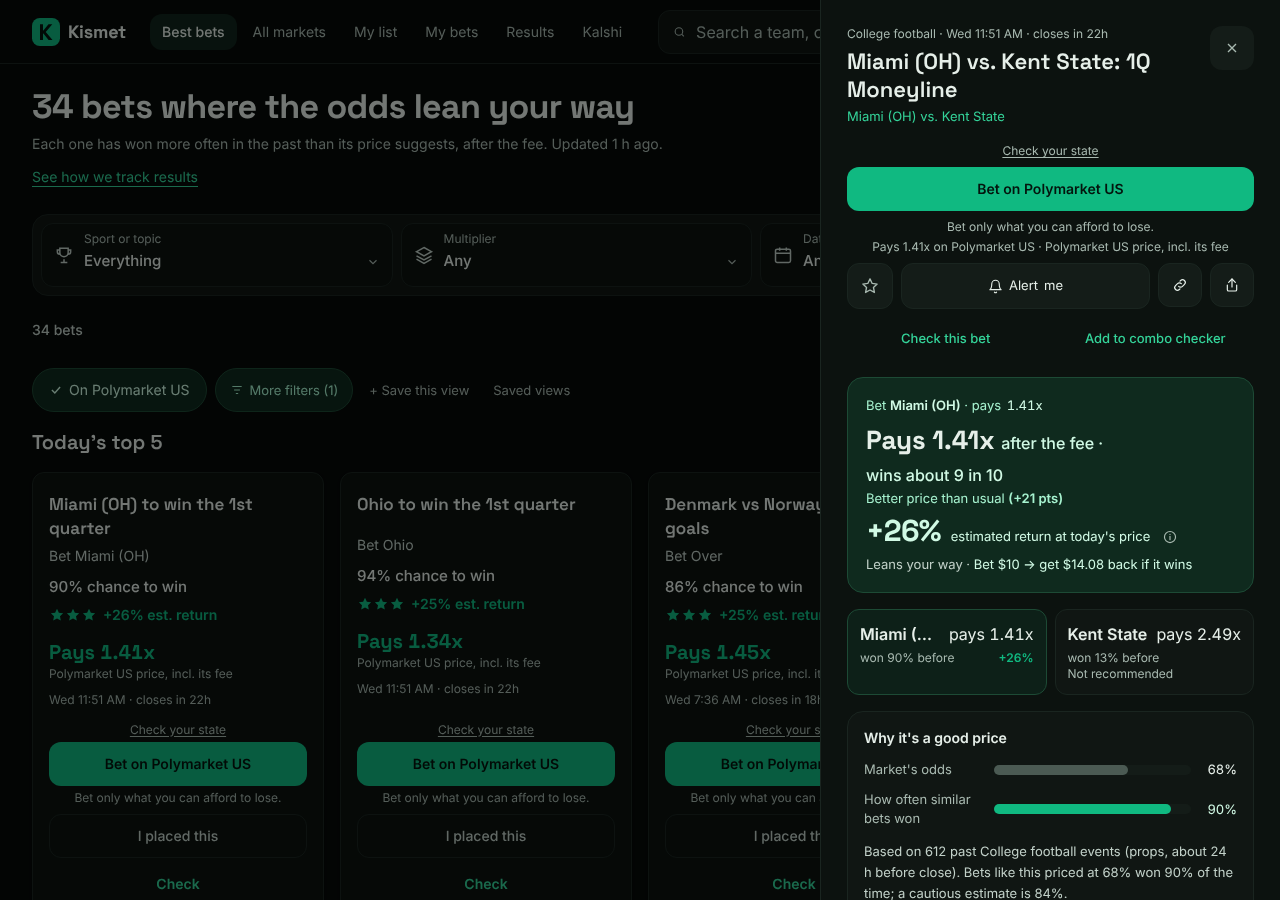 Kismet
Best bets
All markets
My list
My bets
Results
Kalshi
Search a team, c
34 bets where the odds lean your way
Each one has won more often in the past than its price suggests, after the fee. Updated 1 h ago.
See how we track results
Sport or topic
Everything
Multiplier
Any
Dat
An
34 bets
On Polymarket US
More filters (1)
+ Save this view
Saved views
Today's top 5
Miami (OH) to win the 1st
quarter
Bet Miami (OH)
90% chance to win
★★★ +26% est. return
Pays 1.41x
Polymarket US price, incl. its fee
Wed 11:51 AM · closes in 22h
Check your state
Bet on Polymarket US
Bet only what you can afford to lose.
I placed this
Check
Ohio to win the 1st quarter
Bet Ohio
94% chance to win
★★★ +25% est. return
Pays 1.34x
Polymarket US price, incl. its fee
Wed 11:51 AM · closes in 22h
Check your state
Bet on Polymarket US
Bet only what you can afford to lose.
I placed this
Check
Denmark vs Norway
goals
Bet Over
86% chance to win
★★★ +25% est. retu
Pays 1.45x
Polymarket US price, incl. its
Wed 7:36 AM · closes in 18h
Check your s
Bet on Polymar
Bet only what you can
I placed th
Check
College football · Wed 11:51 AM · closes in 22h
Miami (OH) vs. Kent State: 1Q
Moneyline
Miami (OH) vs. Kent State
Check your state
Bet on Polymarket US
Bet only what you can afford to lose.
Pays 1.41x on Polymarket US · Polymarket US price, incl. its fee
Alert me
Check this bet
Add to combo checker
Bet Miami (OH) · pays 1.41x
Pays 1.41x after the fee ·
wins about 9 in 10
Better price than usual (+21 pts)
+26% estimated return at today's price
Leans your way · Bet $10 → get $14.08 back if it wins
Miami (... pays 1.41x
won 90% before +26%
Kent State pays 2.49x
won 13% before
Not recommended
Why it's a good price
Market's odds 68%
How often similar
bets won 90%
Based on 612 past College football events (props, about 24
h before close). Bets like this priced at 68% won 90% of the
time; a cautious estimate is 84%.